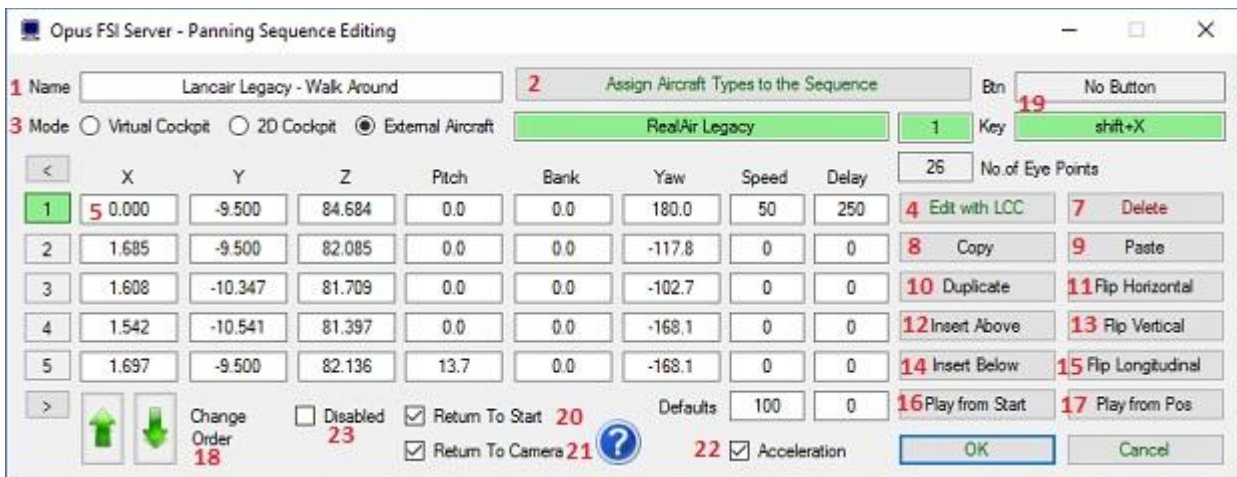 Opus FSI Server - Panning Sequence Editing
1 Name Lancair Legacy - Walk Around 2 Assign Aircraft Types to the Sequence Btn No Button
3 Mode Virtual Cockpit 2D Cockpit External Aircraft RealAir Legacy 1 Key 19 shift+X
< X Y Z Pitch Bank Yaw Speed Delay 26 No.of Eye Points
1 5 0.000 -9.500 84.684 0.0 0.0 180.0 50 250 4 Edit with LCC 7 Delete
2 1.685 -9.500 82.085 0.0 0.0 -117.8 0 0 8 Copy 9 Paste
3 1.608 -10.347 81.709 0.0 0.0 -102.7 0 0 10 Duplicate 11 Flip Horizontal
4 1.542 -10.541 81.397 0.0 0.0 -168.1 0 0 12 Insert Above 13 Flip Vertical
5 1.697 -9.500 82.136 13.7 0.0 -168.1 0 0 14 Insert Below 15 Flip Longitudinal
> Change Order 18 Disabled 23 Return To Start 20 Defaults 100 0 16 Play from Start 17 Play from Pos
Return To Camera 21 ? 22 Acceleration OK Cancel